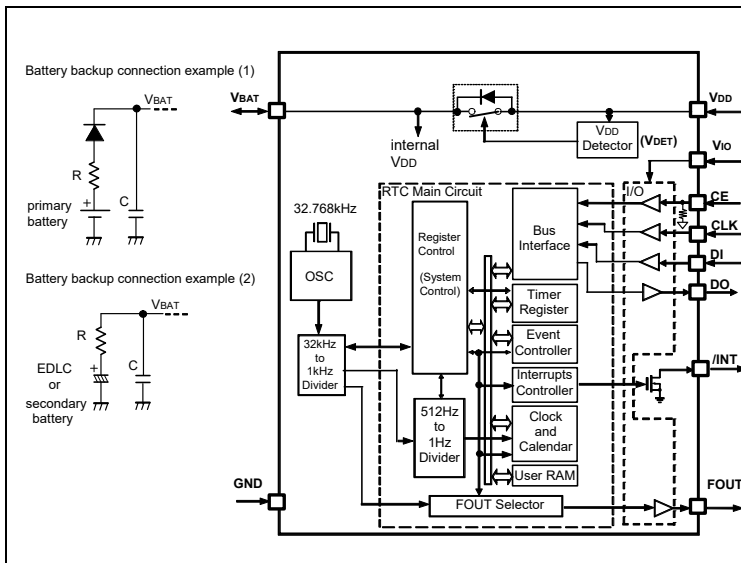 Battery backup connection example (1)
VBAT
R
+
primary
battery
C
Battery backup connection example (2)
VBAT
R
+
EDLC
or
secondary
battery
C
VBAT
internal
VDD
VDD
Detector
(VDET)
VDD
VIO
RTC Main Circuit
I/O
CE
CLK
DI
DO
32.768kHz
OSC
Register
Control
(System
Control)
Bus
Interface
Timer
Register
Event
Controller
/INT
32kHz
to
1kHz
Divider
Interrupts
Controller
512Hz
to
1Hz
Divider
Clock
and
Calendar
User RAM
GND
FOUT Selector
FOUT